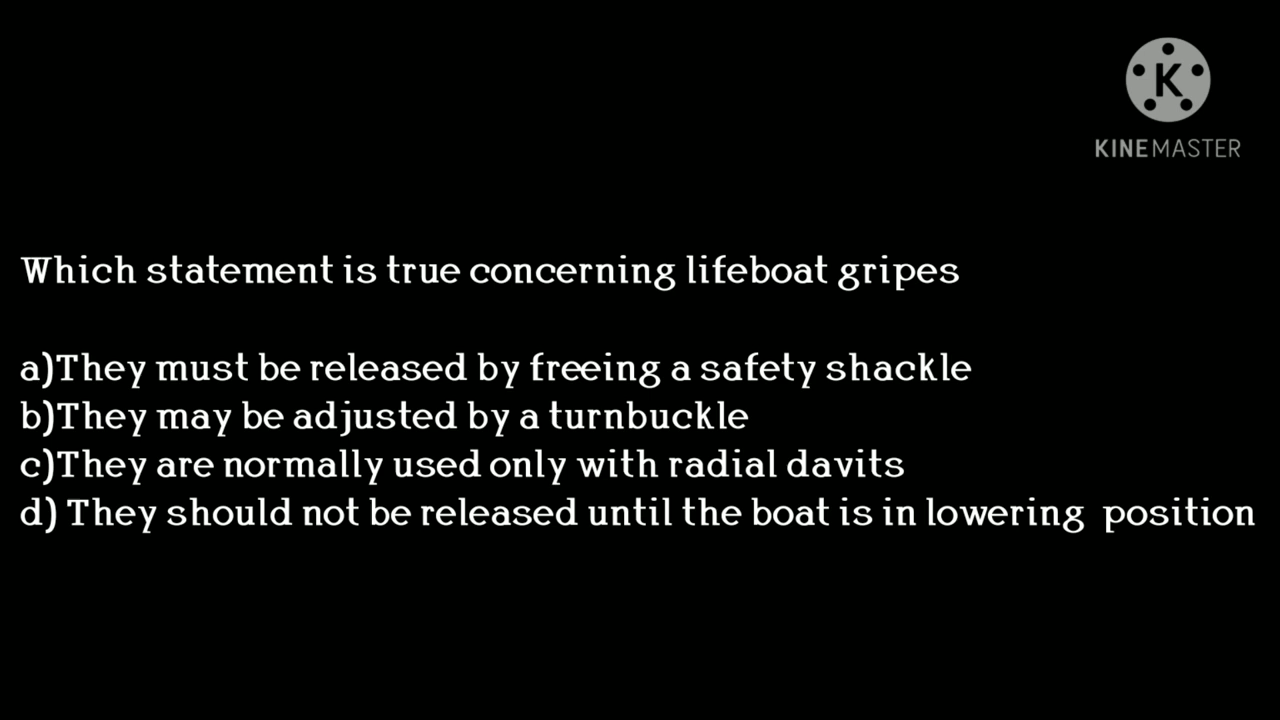 K
KINEMASTER
Which statement is true concerning lifeboat gripes
a)They must be released by freeing a safety shackle
b)They may be adjusted by a turnbuckle
c)They are normally used only with radial davits
d) They should not be released until the boat is in lowering position